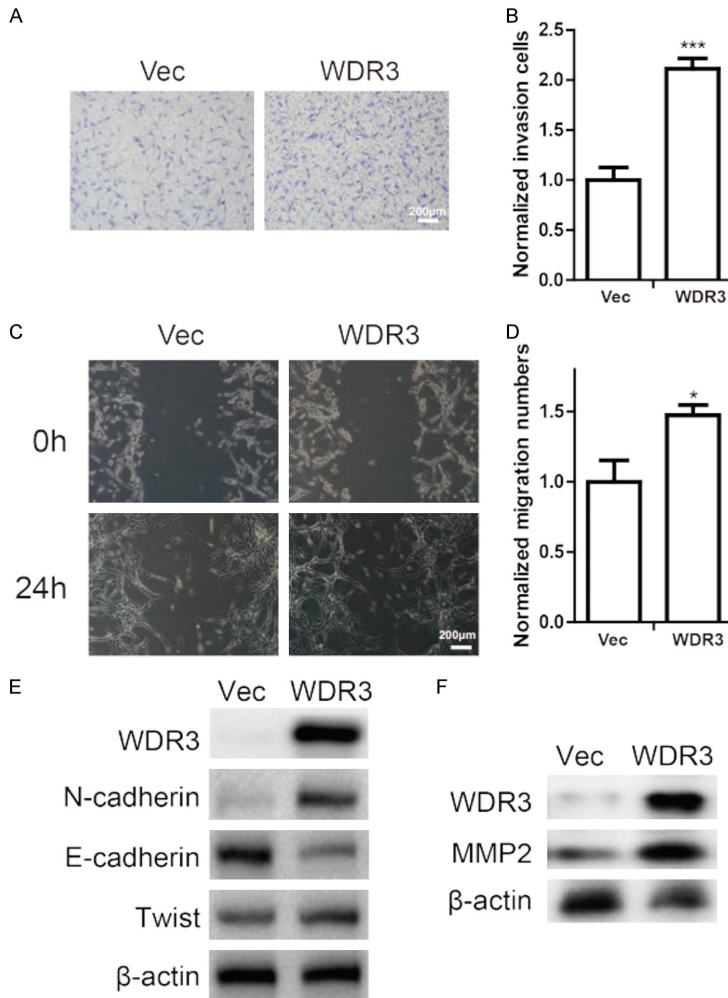 A
Vec
WDR3
200μm
B
Normalized invasion cells
2.5
2.0
1.5
1.0
0.5
0.0
***
Vec
WDR3
C
Vec
WDR3
0h
24h
200μm
D
Normalized migration numbers
1.5
1.0
0.5
0.0
*
Vec
WDR3
E
Vec WDR3
WDR3
N-cadherin
E-cadherin
Twist
β-actin
F
Vec WDR3
WDR3
MMP2
β-actin